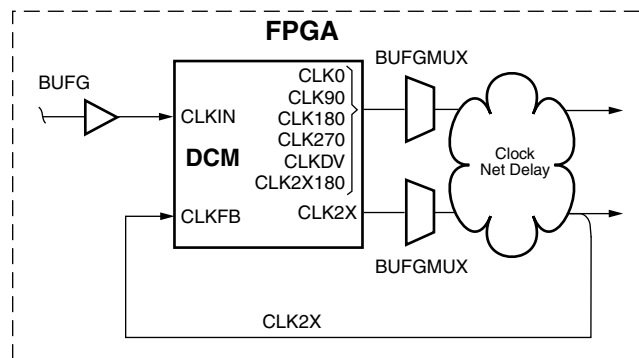 FPGA
BUFG
BUFGMUX
CLK0
CLK90
CLKIN
CLK180
CLK270
DCM
CLKDV
CLK2X180
Clock
Net Delay
CLKFB
CLK2X
BUFGMUX
CLK2X